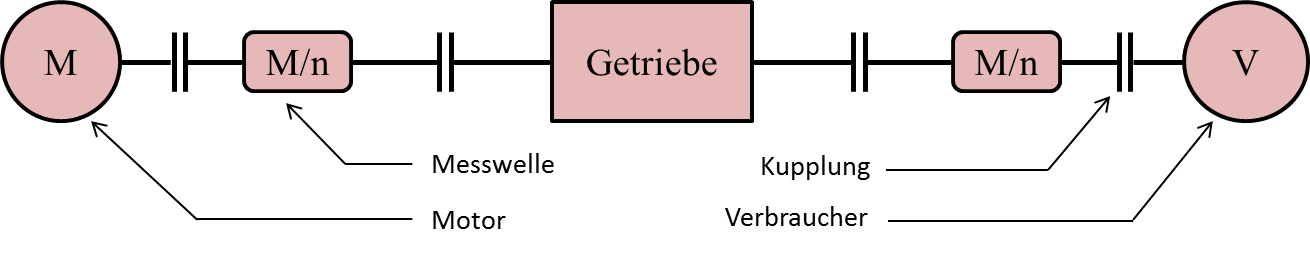 M
M/n
Getriebe
M/n
V
Messwelle
Kupplung
Motor
Verbraucher